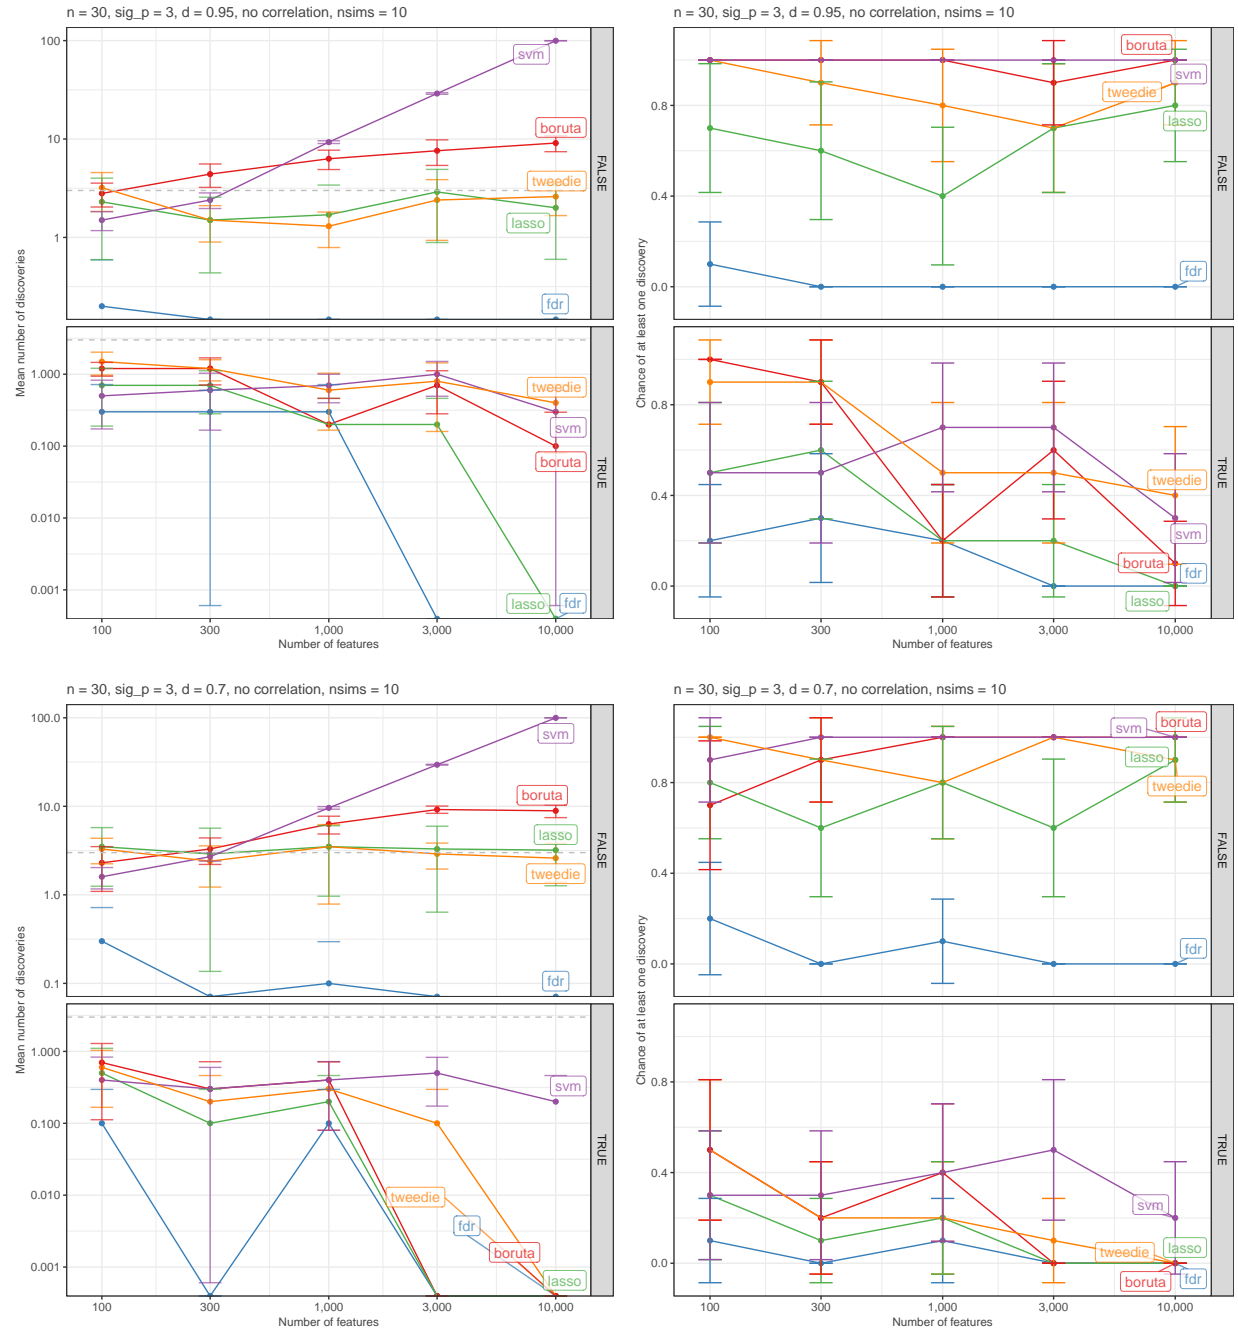 n = 30, sig_p = 3, d = 0.95, no correlation, nsims = 10
100
10
1
svm
boruta
tweedie
lasso
fdr
FALSE
1.000
0.100
0.010
0.001
tweedie
svm
boruta
lasso
fdr
TRUE
Mean number of discoveries
100
300
1,000
3,000
10,000
Number of features
n = 30, sig_p = 3, d = 0.95, no correlation, nsims = 10
0.8
0.4
0.0
boruta
svm
tweedie
lasso
fdr
FALSE
0.8
0.4
0.0
tweedie
svm
boruta
fdr
lasso
TRUE
Chance of at least one discovery
100
300
1,000
3,000
10,000
Number of features
n = 30, sig_p = 3, d = 0.7, no correlation, nsims = 10
100.0
10.0
1.0
0.1
svm
boruta
lasso
tweedie
fdr
FALSE
1.000
0.100
0.010
0.001
svm
tweedie
fdr
boruta
lasso
TRUE
Mean number of discoveries
100
300
1,000
3,000
10,000
Number of features
n = 30, sig_p = 3, d = 0.7, no correlation, nsims = 10
0.8
0.4
0.0
boruta
svm
lasso
tweedie
fdr
FALSE
0.8
0.4
0.0
svm
lasso
tweedie
fdr
boruta
TRUE
Chance of at least one discovery
100
300
1,000
3,000
10,000
Number of features